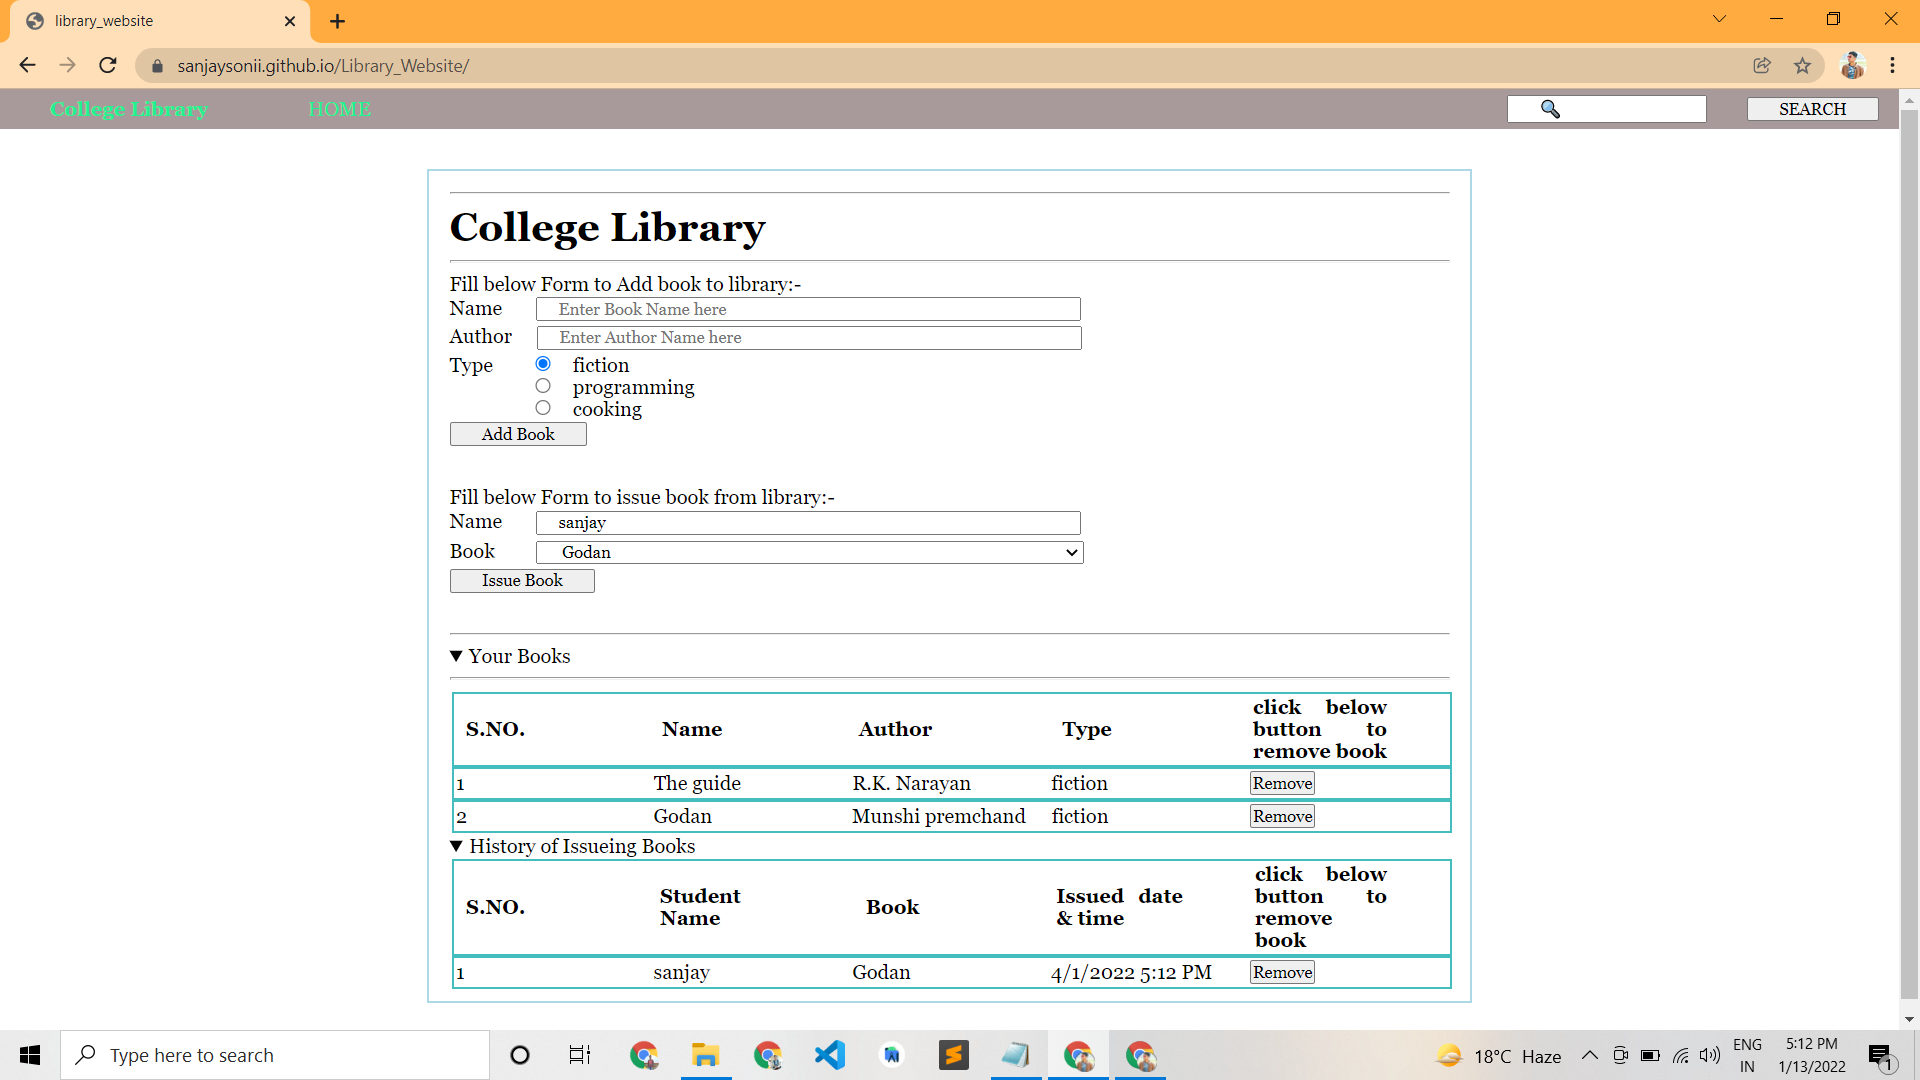 library_website
sanjaysonii.github.io/Library_Website/
College Library HOME SEARCH
College Library
Fill below Form to Add book to library:-
Name Enter Book Name here
Author Enter Author Name here
Type fiction
programming
cooking
Add Book
Fill below Form to issue book from library:-
Name sanjay
Book Godan
Issue Book
Your Books
S.NO. Name Author Type click below button to remove book
1 The guide R.K. Narayan fiction Remove
2 Godan Munshi premchand fiction Remove
History of Issueing Books
S.NO. Student Name Book Issued date & time click below button to remove book
1 sanjay Godan 4/1/2022 5:12 PM Remove
Type here to search
18°C Haze
ENG
IN
5:12 PM
1/13/2022
1